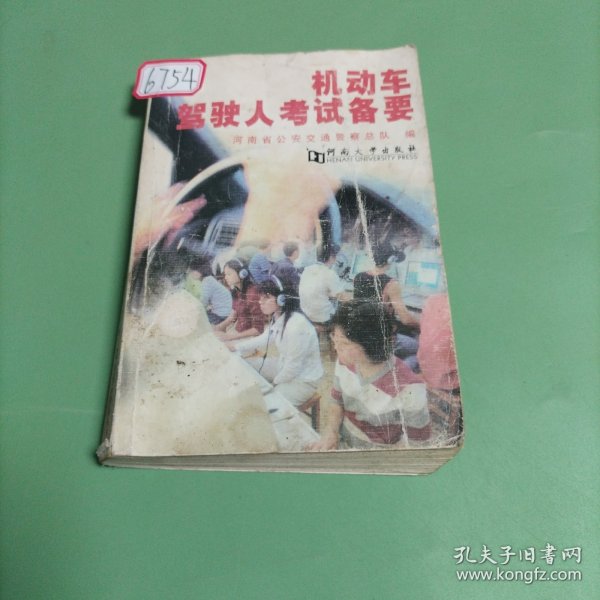 6754
机动车
驾驶人考试备要
河南省公安交通警察总队 编
河南大学出版社
HENAN UNIVERSITY PRESS
孔夫子旧书网
www.kongfz.com